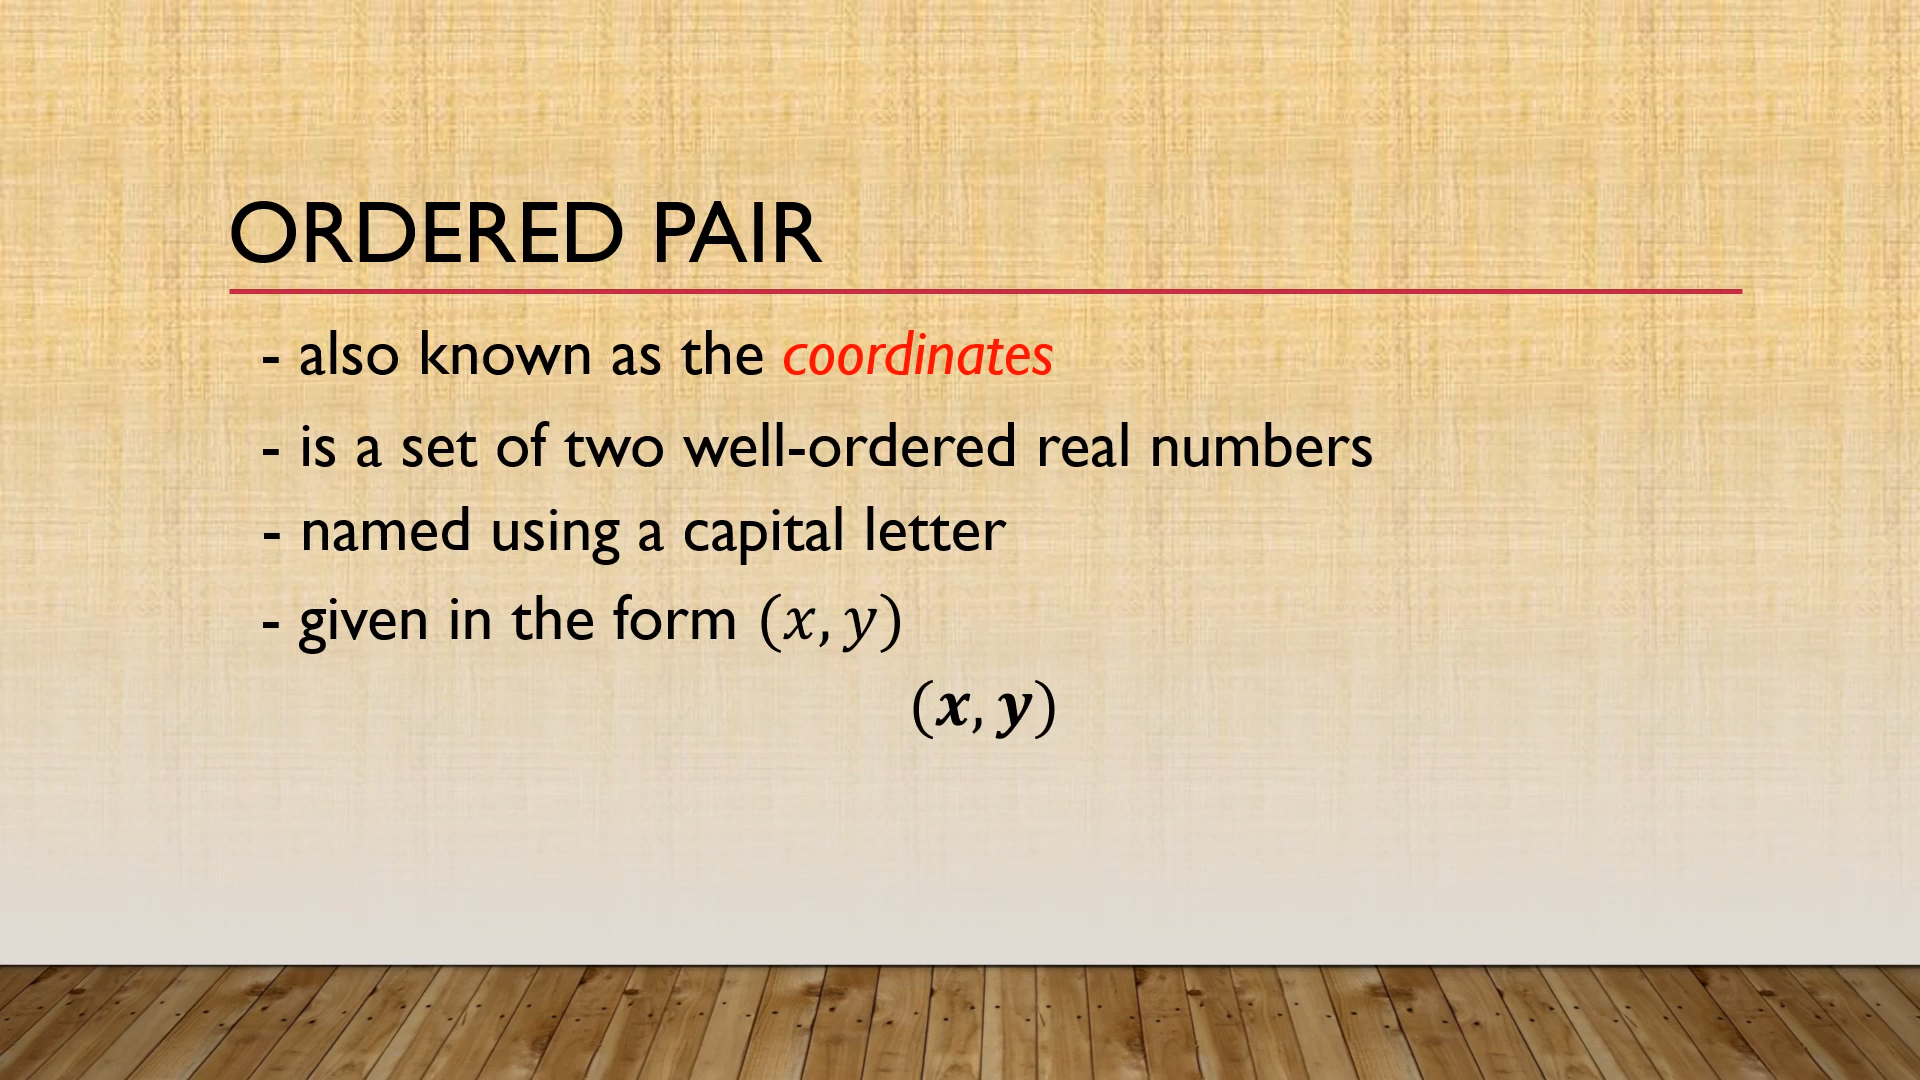 ORDERED PAIR
- also known as the coordinates
- is a set of two well-ordered real numbers
- named using a capital letter
- given in the form (𝑥, 𝑦)
(𝒙, 𝒚)